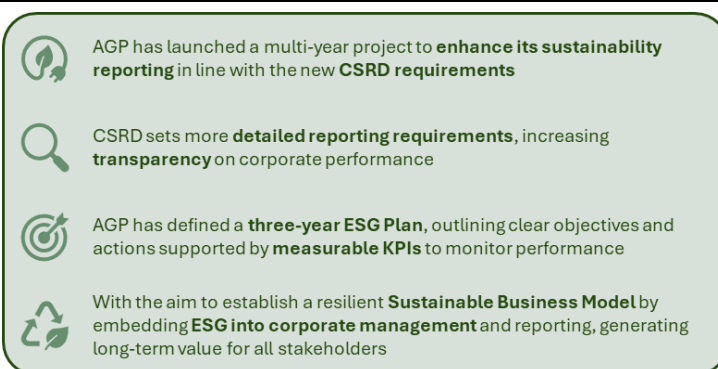 AGP has launched a multi-year project to enhance its sustainability
reporting in line with the new CSRD requirements
CSRD sets more detailed reporting requirements, increasing
transparency on corporate performance
AGP has defined a three-year ESG Plan, outlining clear objectives and
actions supported by measurable KPIs to monitor performance
With the aim to establish a resilient Sustainable Business Model by
embedding ESG into corporate management and reporting, generating
long-term value for all stakeholders